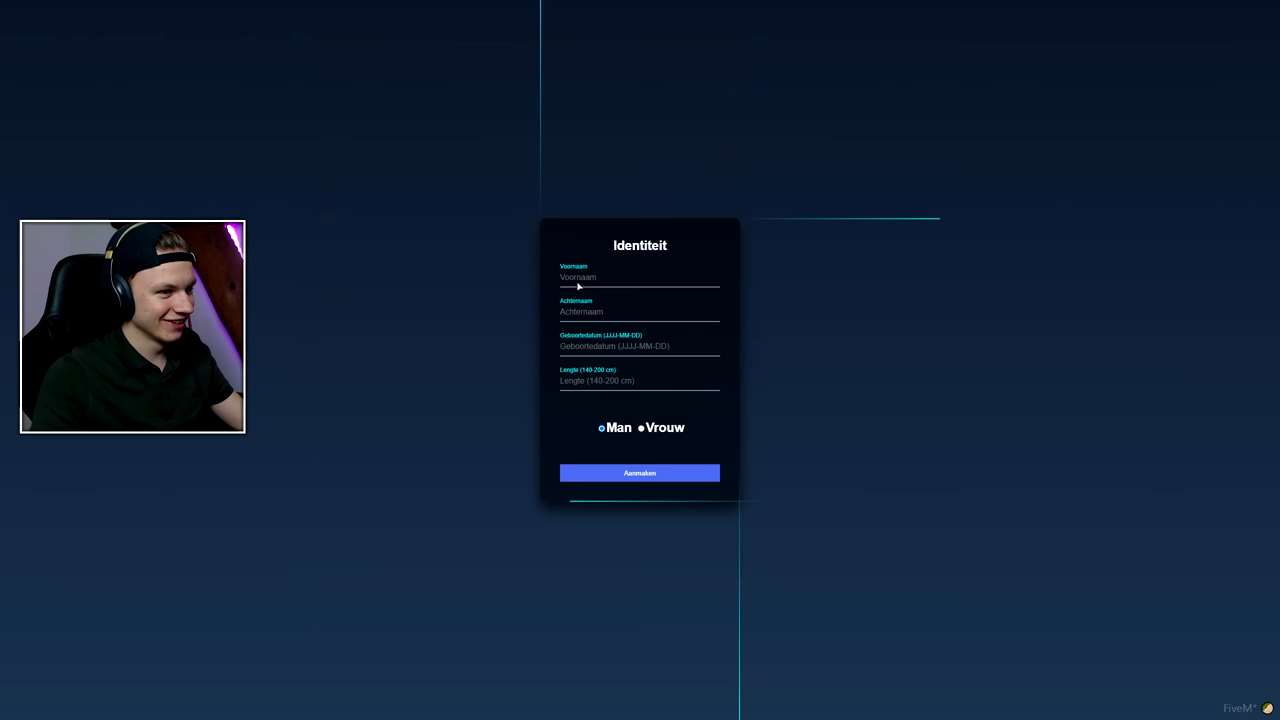 Identiteit
Voornaam
Voornaam
Achternaam
Achternaam
Geboortedatum (JJJJ-MM-DD)
Geboortedatum (JJJJ-MM-DD)
Lengte (140-200 cm)
Lengte (140-200 cm)
Man Vrouw
Aanmaken
FiveM*